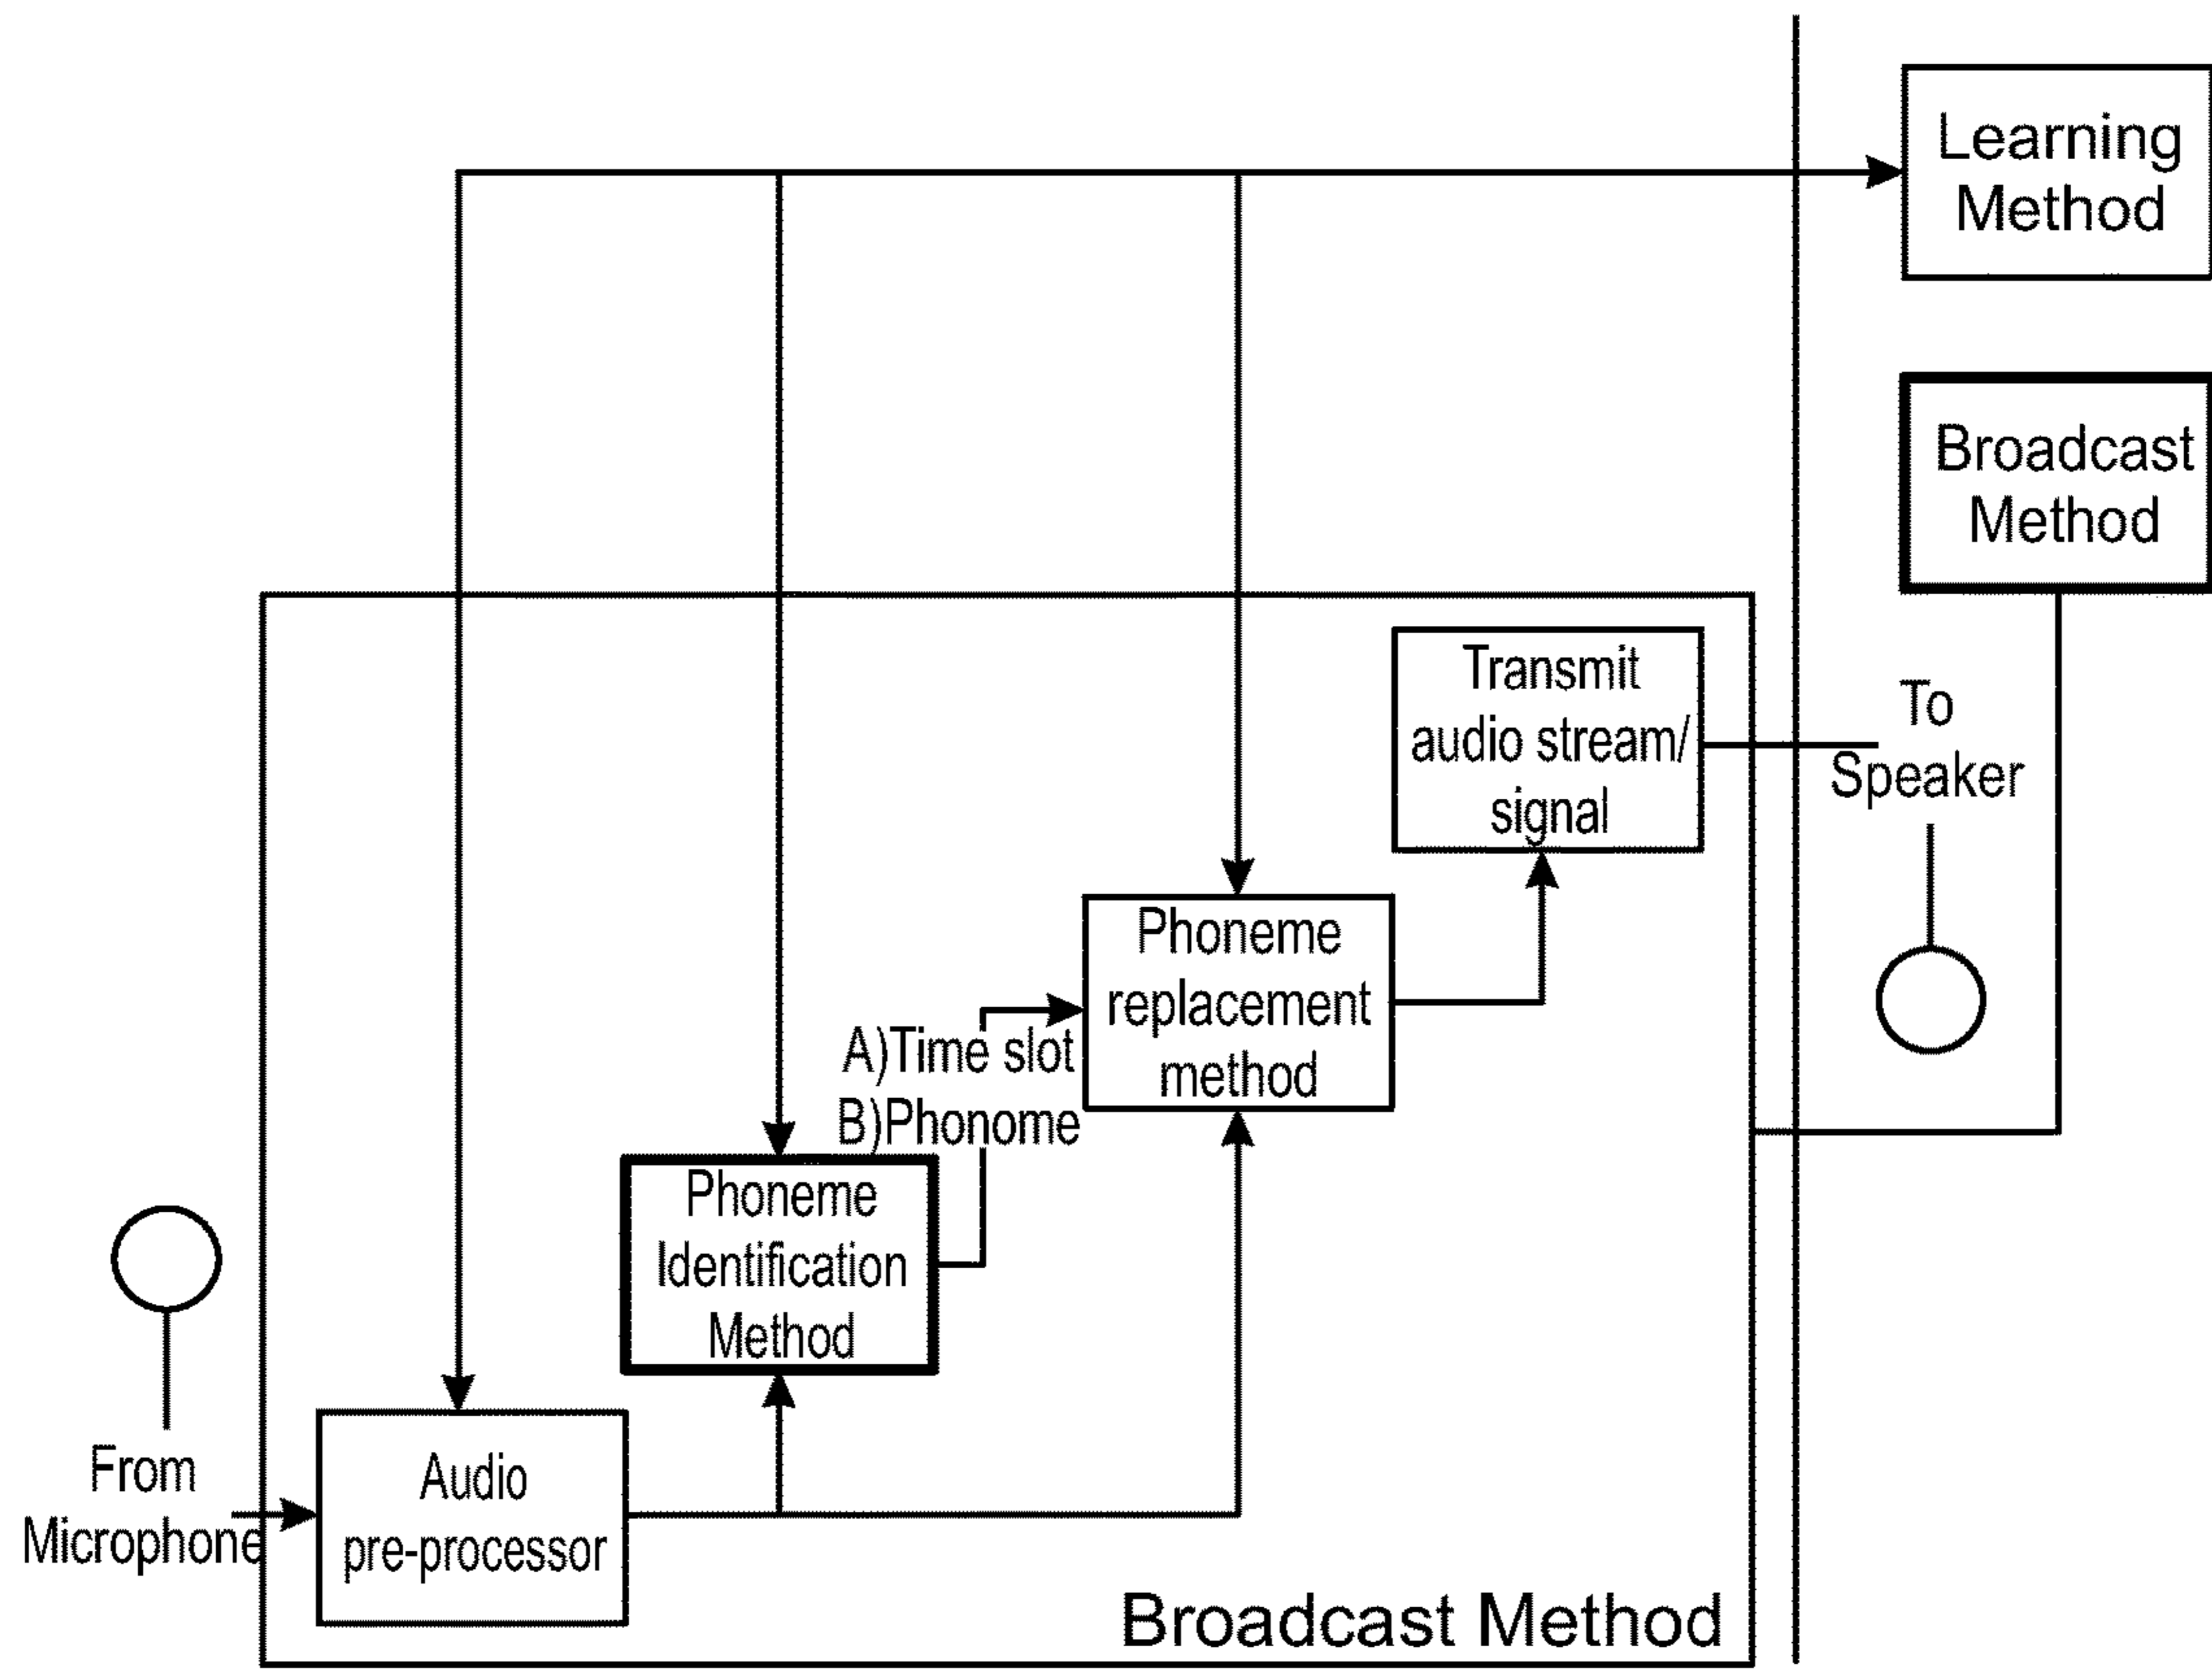 Learning
Method
Broadcast
Method
Transmit
audio stream/
signal
To
Speaker
Phoneme
replacement
method
A)Time slot
B)Phonome
Phoneme
Identification
Method
From
Microphone
Audio
pre-processor
Broadcast Method